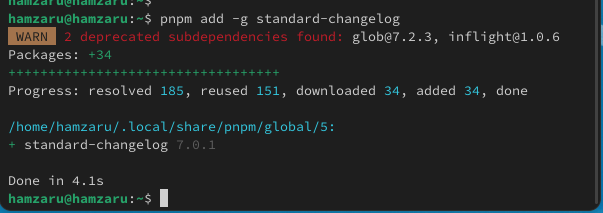 hamzaru@hamzaru:~$
hamzaru@hamzaru:~$ pnpm add -g standard-changelog
WARN 2 deprecated subdependencies found: glob@7.2.3, inflight@1.0.6
Packages: +34
++++++++++++++++++++++++++++++++++
Progress: resolved 185, reused 151, downloaded 34, added 34, done
/home/hamzaru/.local/share/pnpm/global/5:
+ standard-changelog 7.0.1
Done in 4.1s
hamzaru@hamzaru:~$